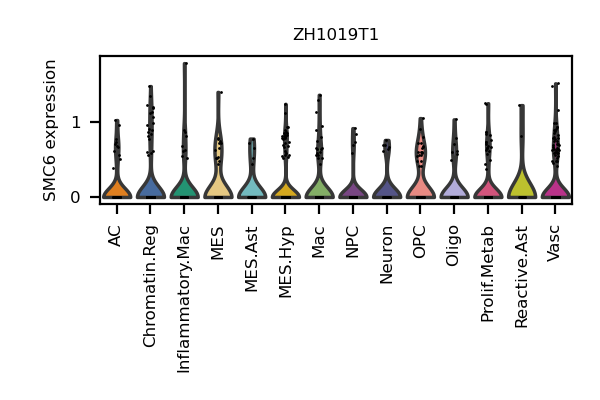 ZH1019T1
SMC6 expression
1
0
AC
Chromatin.Reg
Inflammatory.Mac
MES
MES.Ast
MES.Hyp
Mac
NPC
Neuron
OPC
Oligo
Prolif.Metab
Reactive.Ast
Vasc